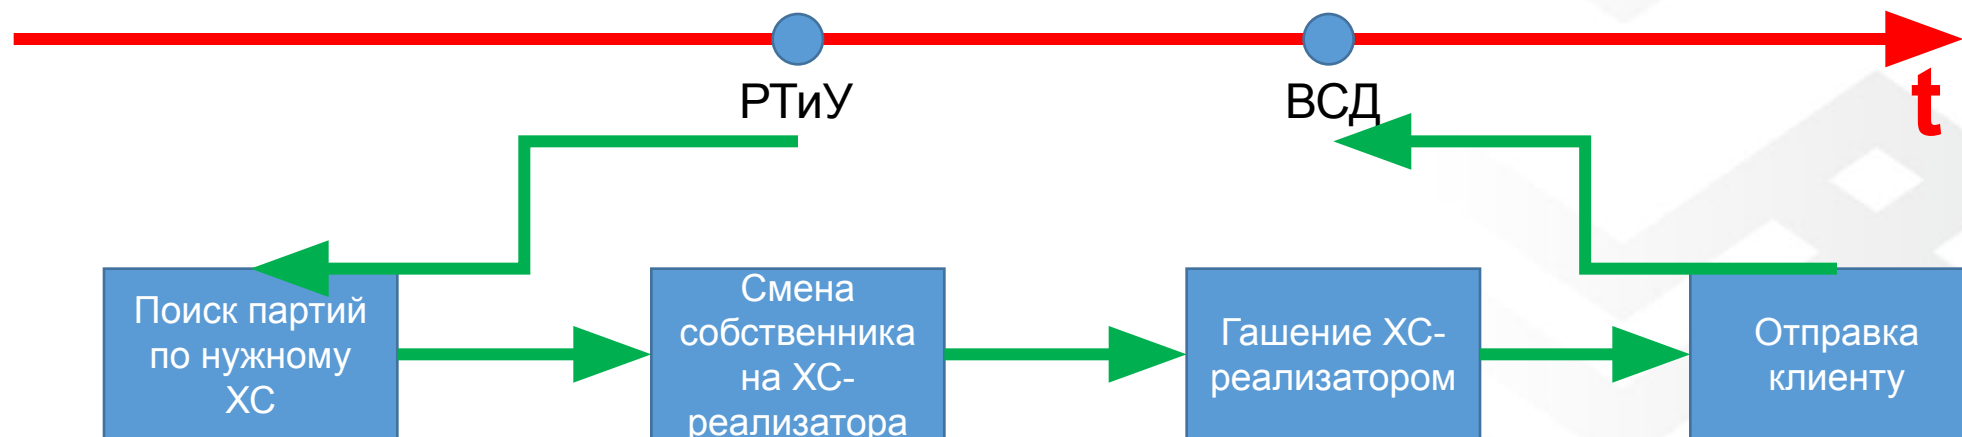 РТиУ
ВСД
t
Поиск партий
по нужному
ХС
Смена
собственника
на ХС-
реализатора
Гашение ХС-
реализатором
Отправка
клиенту